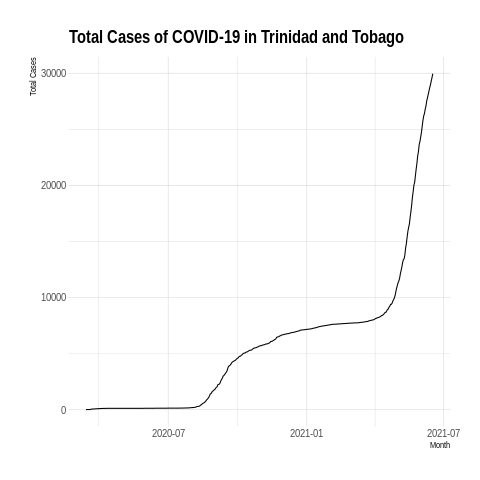 Total Cases of COVID-19 in Trinidad and Tobago
Total Cases
30000
20000
10000
0
2020-07 2021-01 2021-07
Month